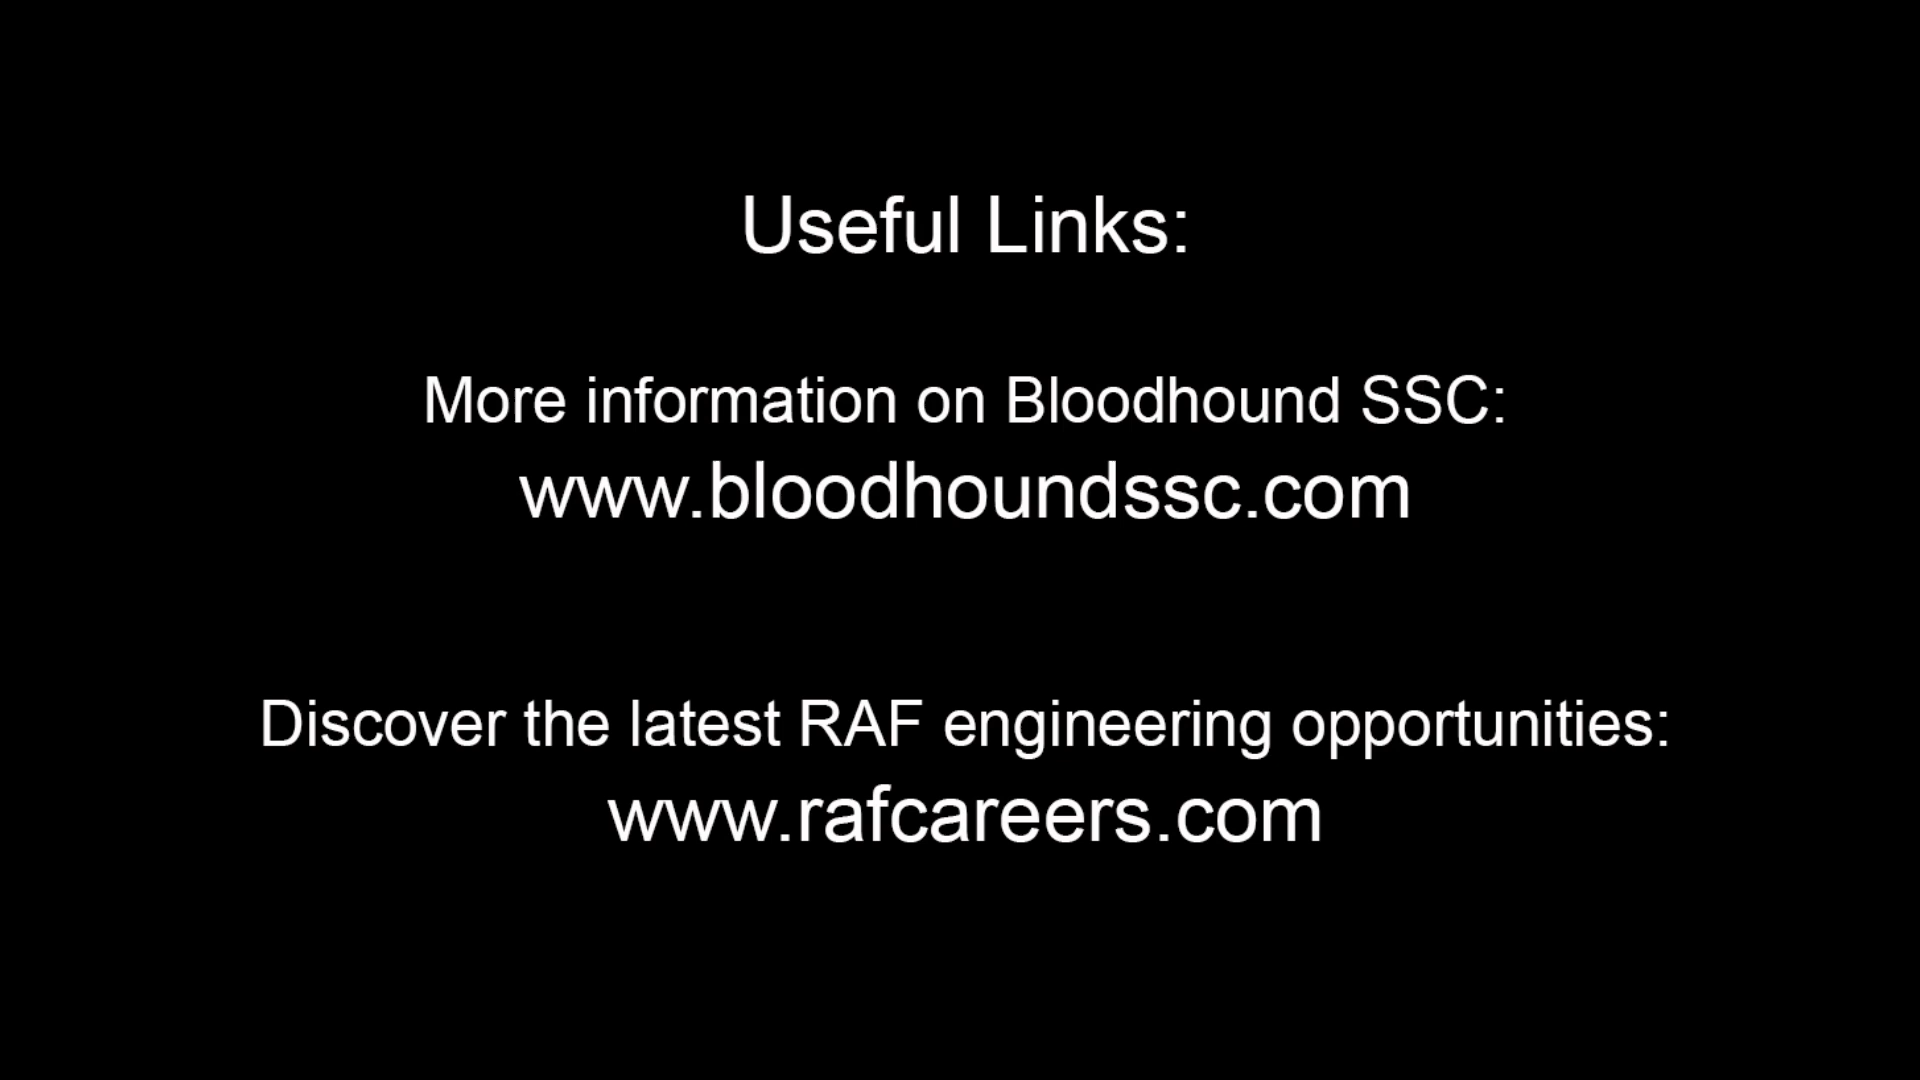 Useful Links:
More information on Bloodhound SSC:
www.bloodhoundssc.com
Discover the latest RAF engineering opportunities:
www.rafcareers.com